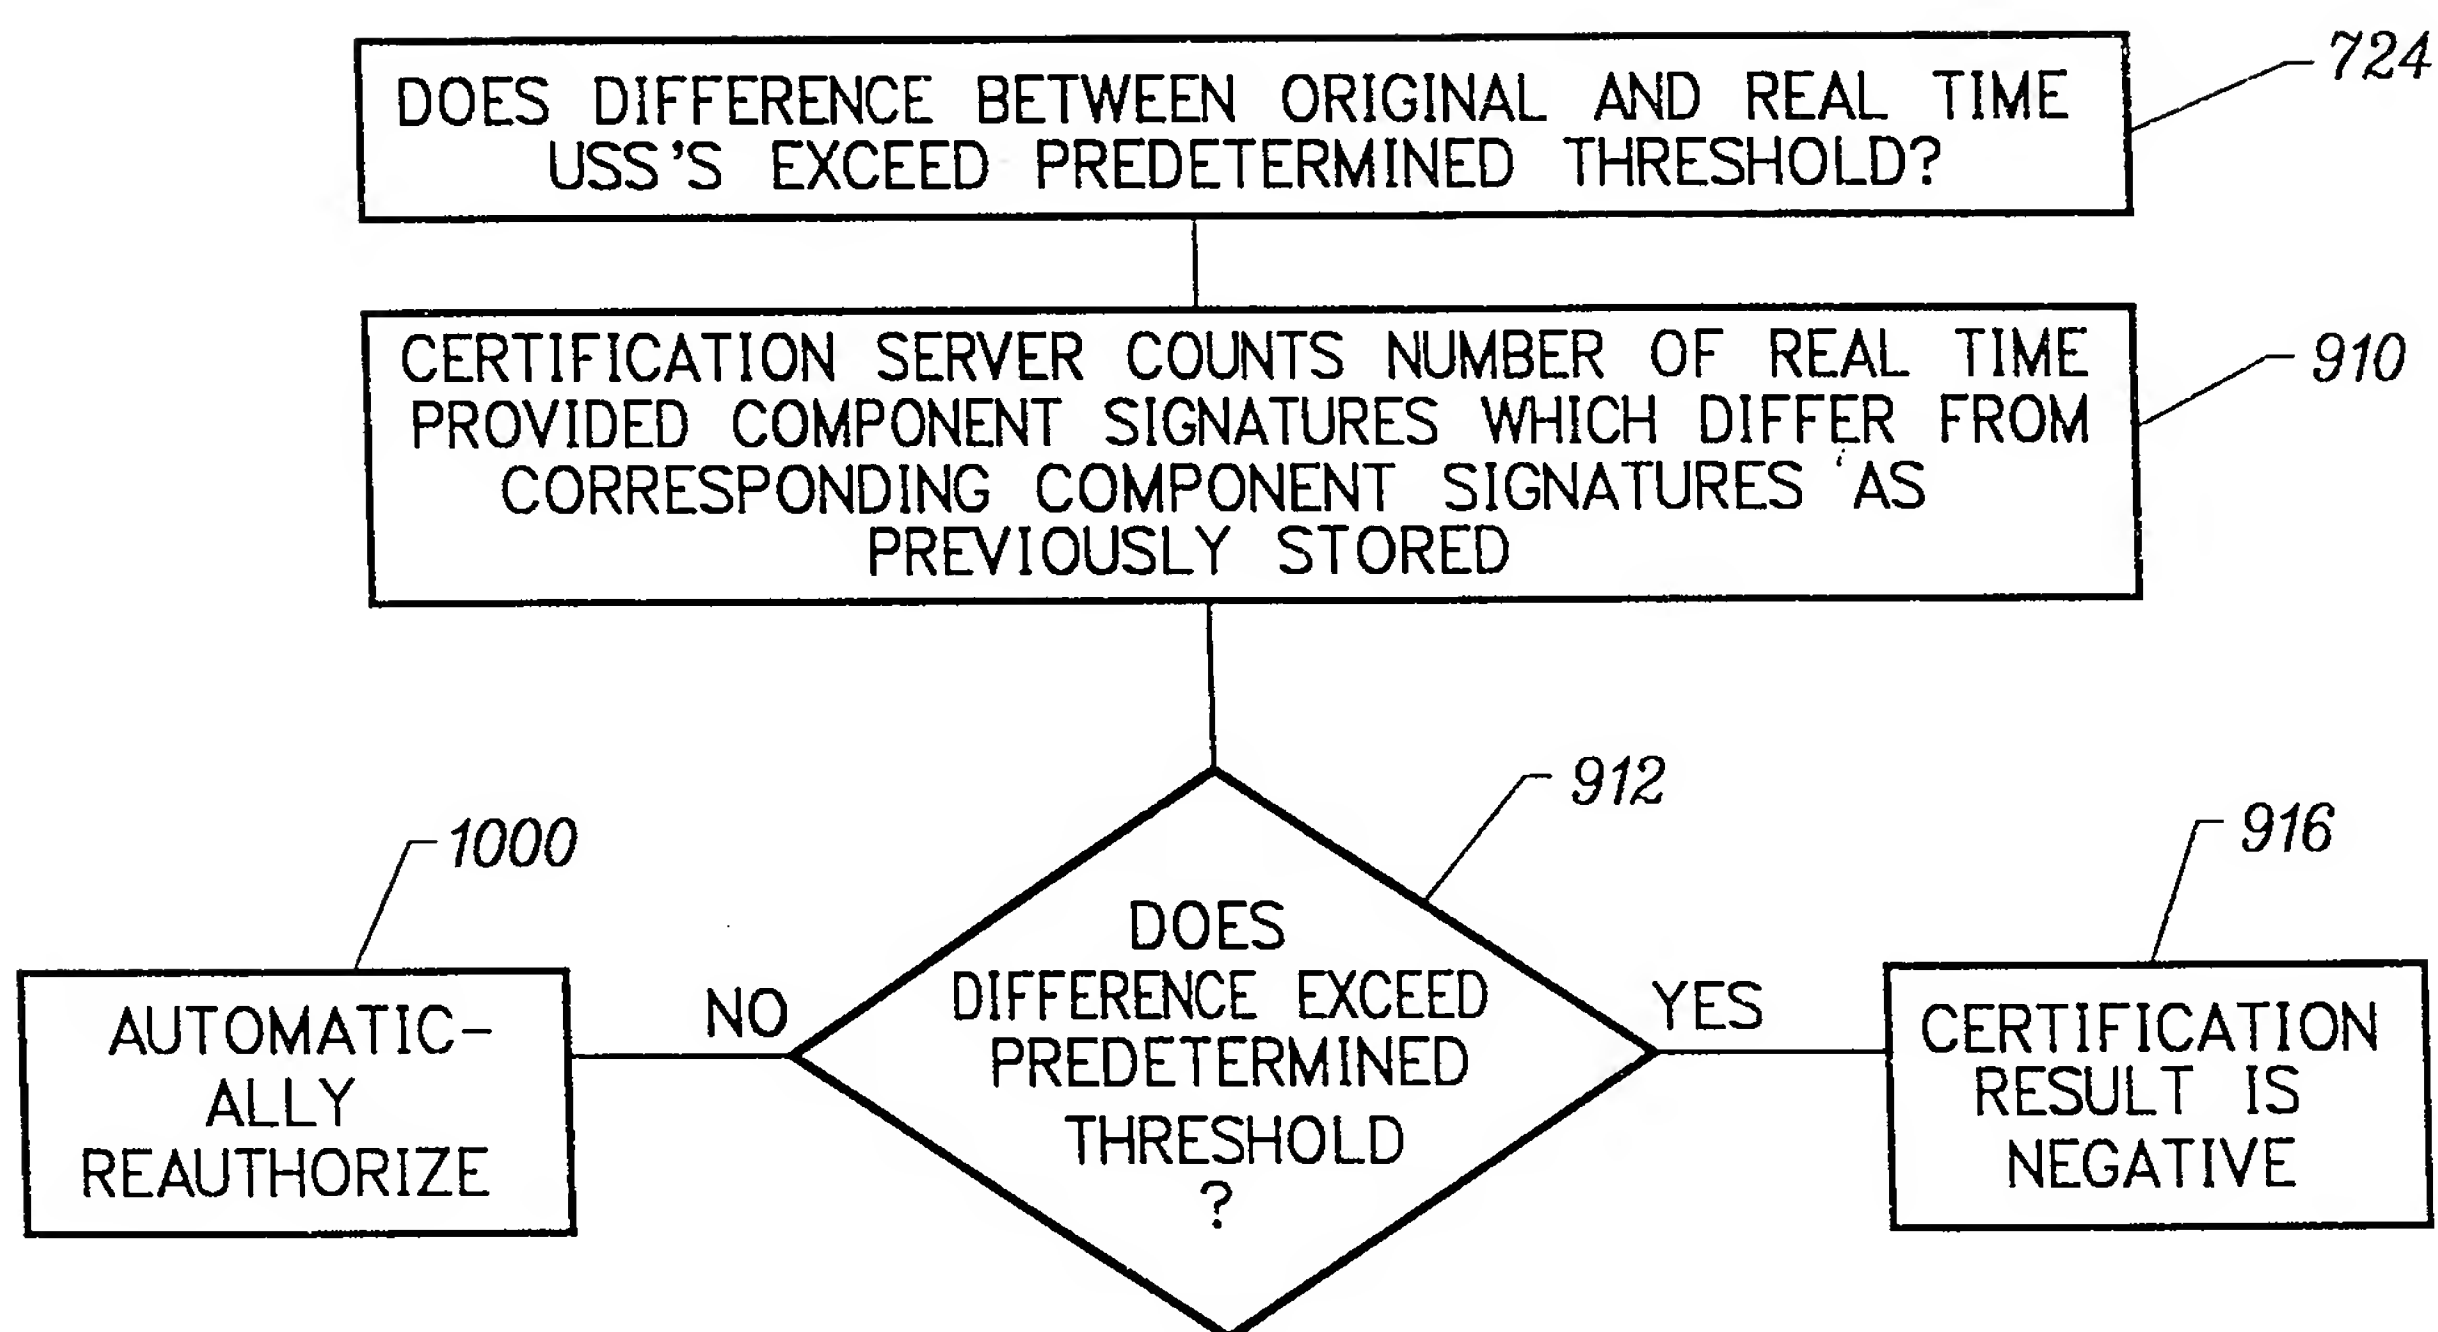 724
DOES DIFFERENCE BETWEEN ORIGINAL AND REAL TIME
USS'S EXCEED PREDETERMINED THRESHOLD?
910
CERTIFICATION SERVER COUNTS NUMBER OF REAL TIME
PROVIDED COMPONENT SIGNATURES WHICH DIFFER FROM
CORRESPONDING COMPONENT SIGNATURES AS
PREVIOUSLY STORED
912
DOES
DIFFERENCE EXCEED
PREDETERMINED
THRESHOLD
?
NO
1000
AUTOMATIC-
ALLY
REAUTHORIZE
YES
916
CERTIFICATION
RESULT IS
NEGATIVE